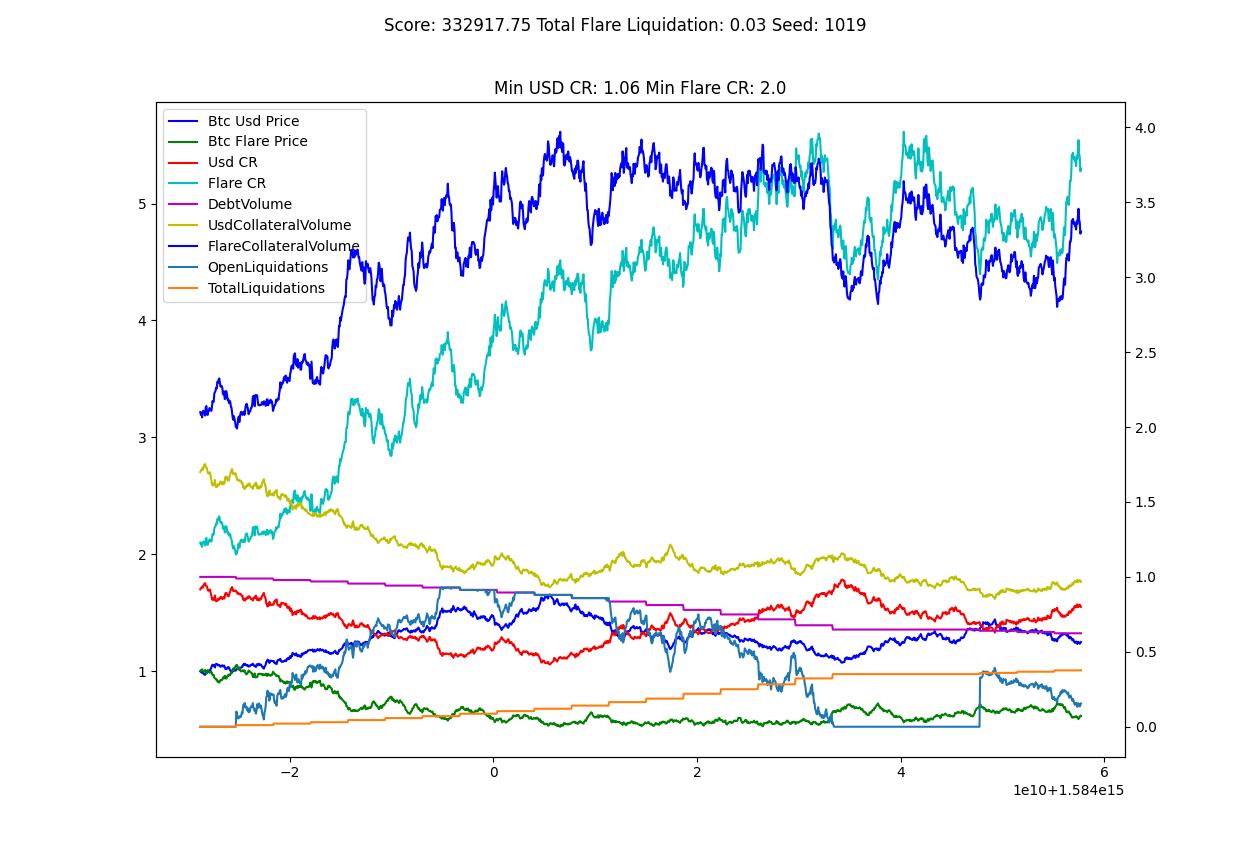 Score: 332917.75 Total Flare Liquidation: 0.03 Seed: 1019
Min USD CR: 1.06 Min Flare CR: 2.0
Btc Usd Price
Btc Flare Price
Usd CR
Flare CR
DebtVolume
UsdCollateralVolume
FlareCollateralVolume
OpenLiquidations
TotalLiquidations
5
4
3
2
1
4.0
3.5
3.0
2.5
2.0
1.5
1.0
0.5
0.0
−2 0 2 4 6
1e10+1.584e15